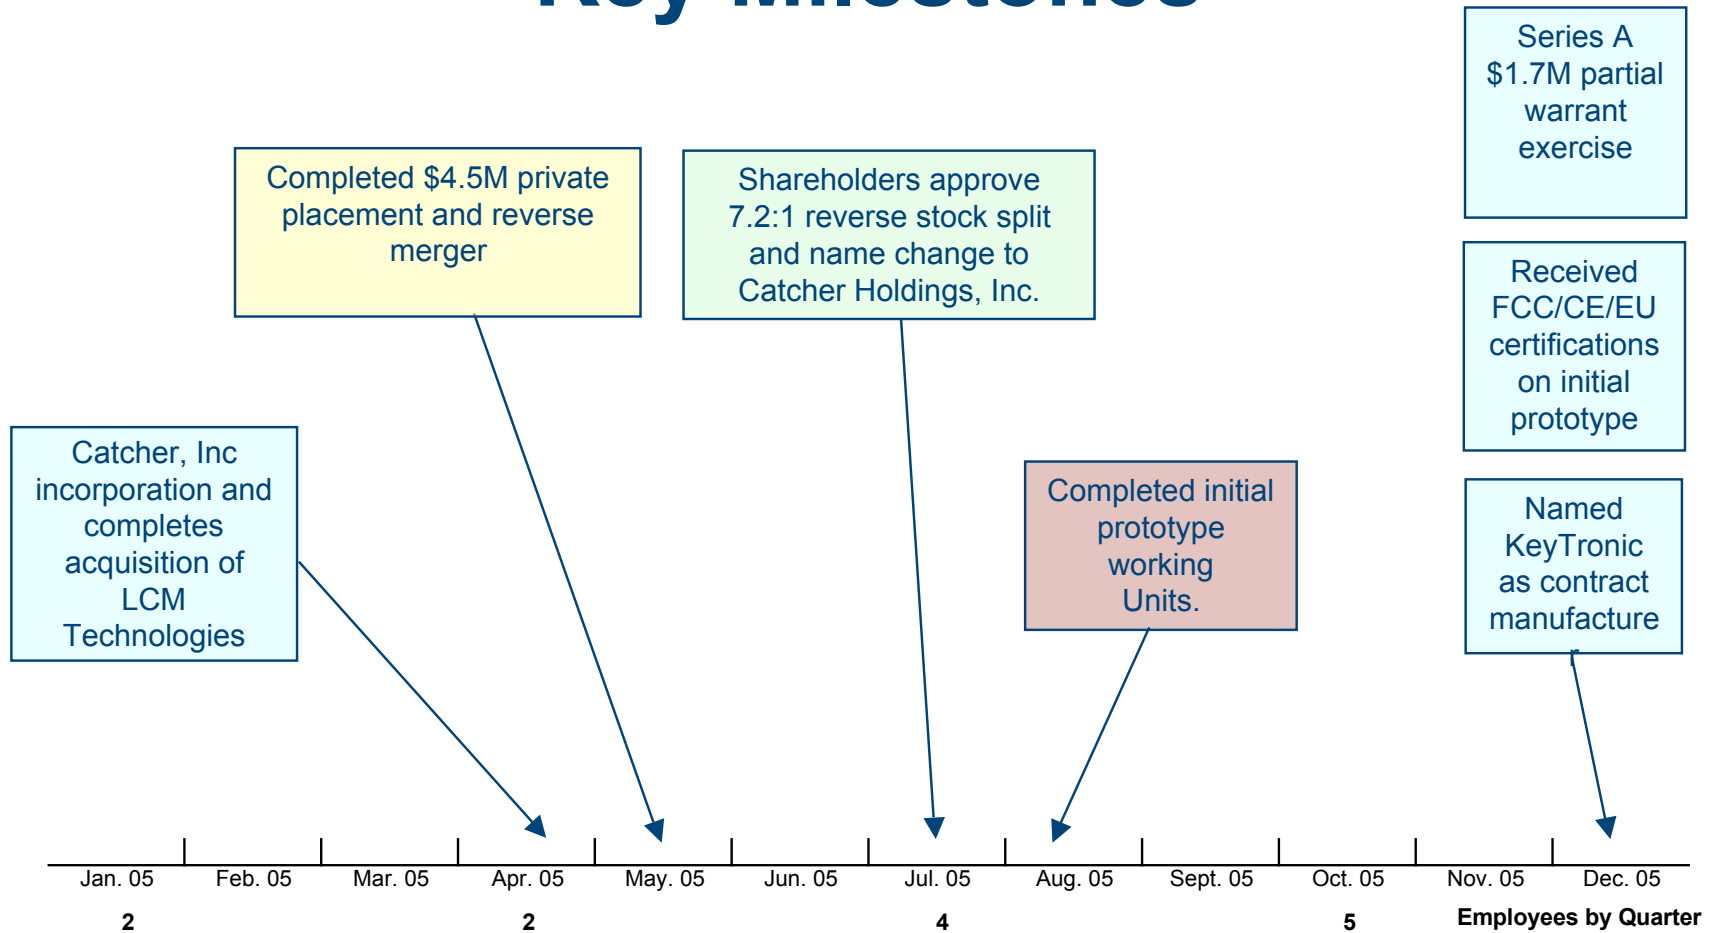 Key Milestones
Series A
$1.7M partial
warrant
exercise
Completed $4.5M private
placement and reverse
merger
Shareholders approve
7.2:1 reverse stock split
and name change to
Catcher Holdings, Inc.
Received
FCC/CE/EU
certifications
on initial
prototype
Catcher, Inc
incorporation and
completes
acquisition of
LCM
Technologies
Completed initial
prototype
working
Units.
Named
KeyTronic
as contract
manufacture
r
Jan. 05 Feb. 05 Mar. 05 Apr. 05 May. 05 Jun. 05 Jul. 05 Aug. 05 Sept. 05 Oct. 05 Nov. 05 Dec. 05
2 2 4 5 Employees by Quarter